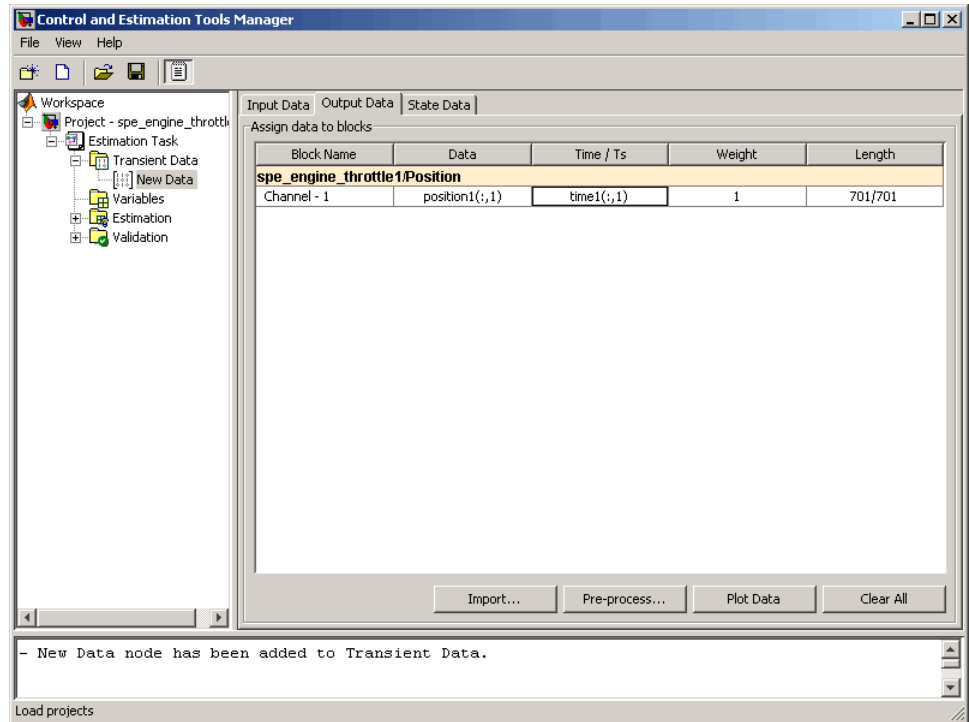 Control and Estimation Tools Manager
File View Help
Workspace
Project - spe_engine_throttl
Estimation Task
Transient Data
New Data
Variables
Estimation
Validation
Input Data Output Data State Data
Assign data to blocks
Block Name Data Time / Ts Weight Length
spe_engine_throttle1/Position
Channel - 1 position1(:,1) time1(:,1) 1 701/701
Import... Pre-process... Plot Data Clear All
- New Data node has been added to Transient Data.
Load projects